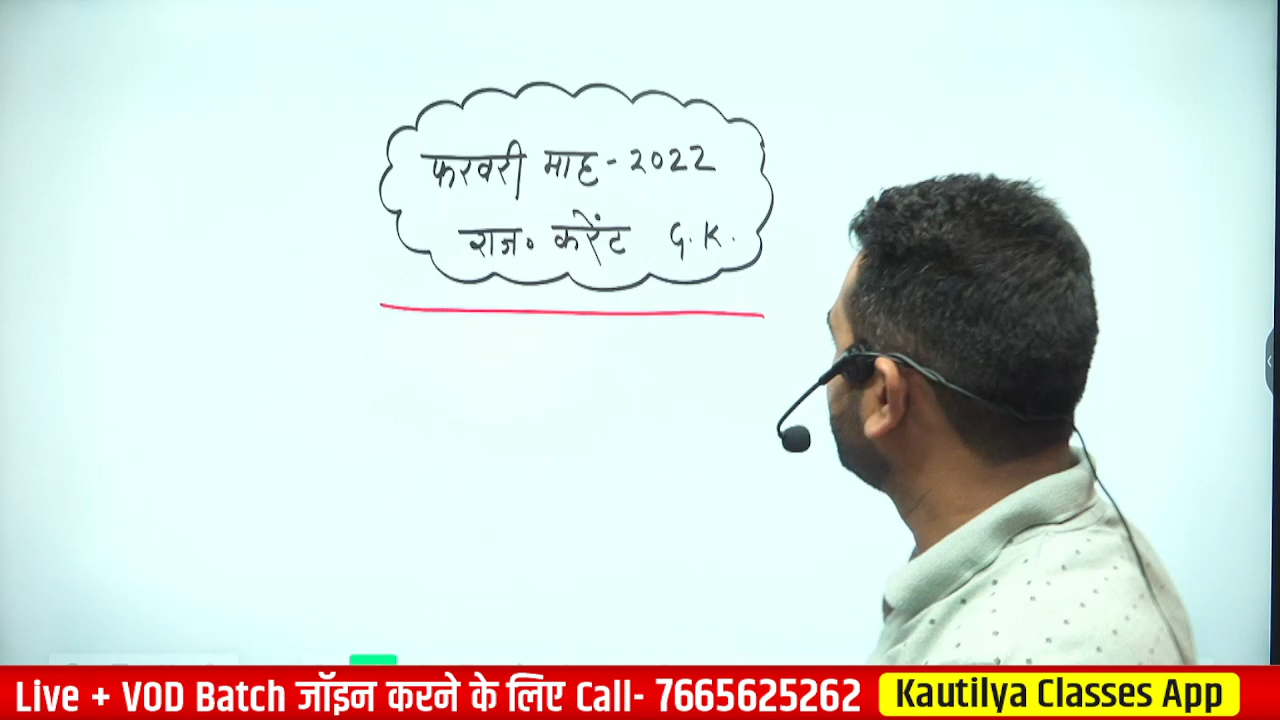 फरवरी माह - 2022
राज॰ करेंट G.K.
Live + VOD Batch जॉइन करने के लिए Call- 7665625262
Kautilya Classes App